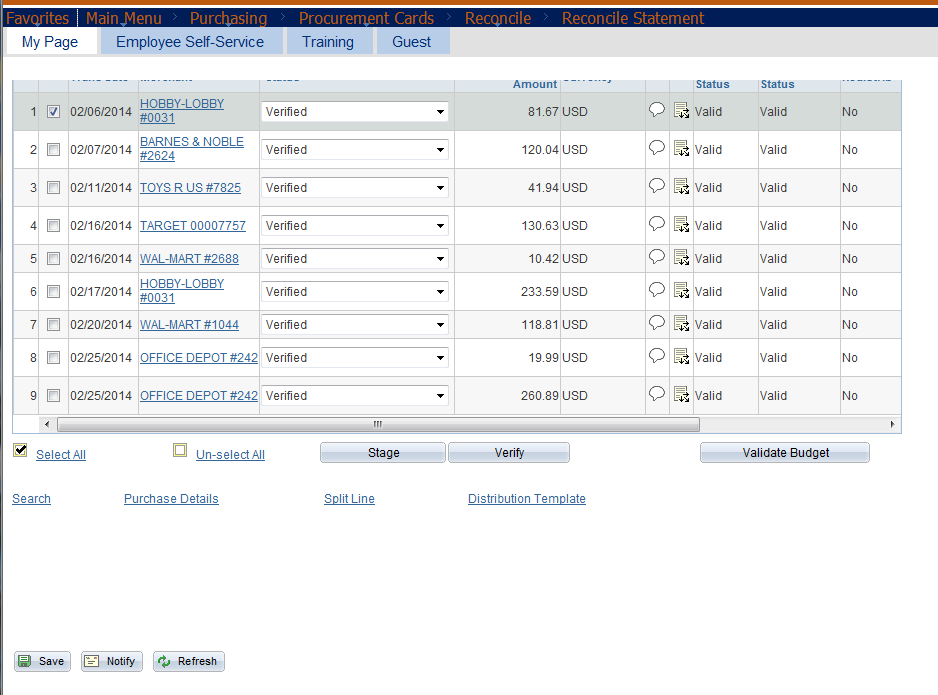 Favorites Main Menu > Purchasing > Procurement Cards > Reconcile > Reconcile Statement
My Page Employee Self-Service Training Guest
Trans Date Merchant Status Amount Currency Status Status
1 02/06/2014 HOBBY-LOBBY #0031 Verified 81.67 USD Valid Valid No
2 02/07/2014 BARNES & NOBLE #2624 Verified 120.04 USD Valid Valid No
3 02/11/2014 TOYS R US #7825 Verified 41.94 USD Valid Valid No
4 02/16/2014 TARGET 00007757 Verified 130.63 USD Valid Valid No
5 02/16/2014 WAL-MART #2688 Verified 10.42 USD Valid Valid No
6 02/17/2014 HOBBY-LOBBY #0031 Verified 233.59 USD Valid Valid No
7 02/20/2014 WAL-MART #1044 Verified 118.81 USD Valid Valid No
8 02/25/2014 OFFICE DEPOT #242 Verified 19.99 USD Valid Valid No
9 02/25/2014 OFFICE DEPOT #242 Verified 260.89 USD Valid Valid No
Select All Un-select All Stage Verify Validate Budget
Search Purchase Details Split Line Distribution Template
Save Notify Refresh